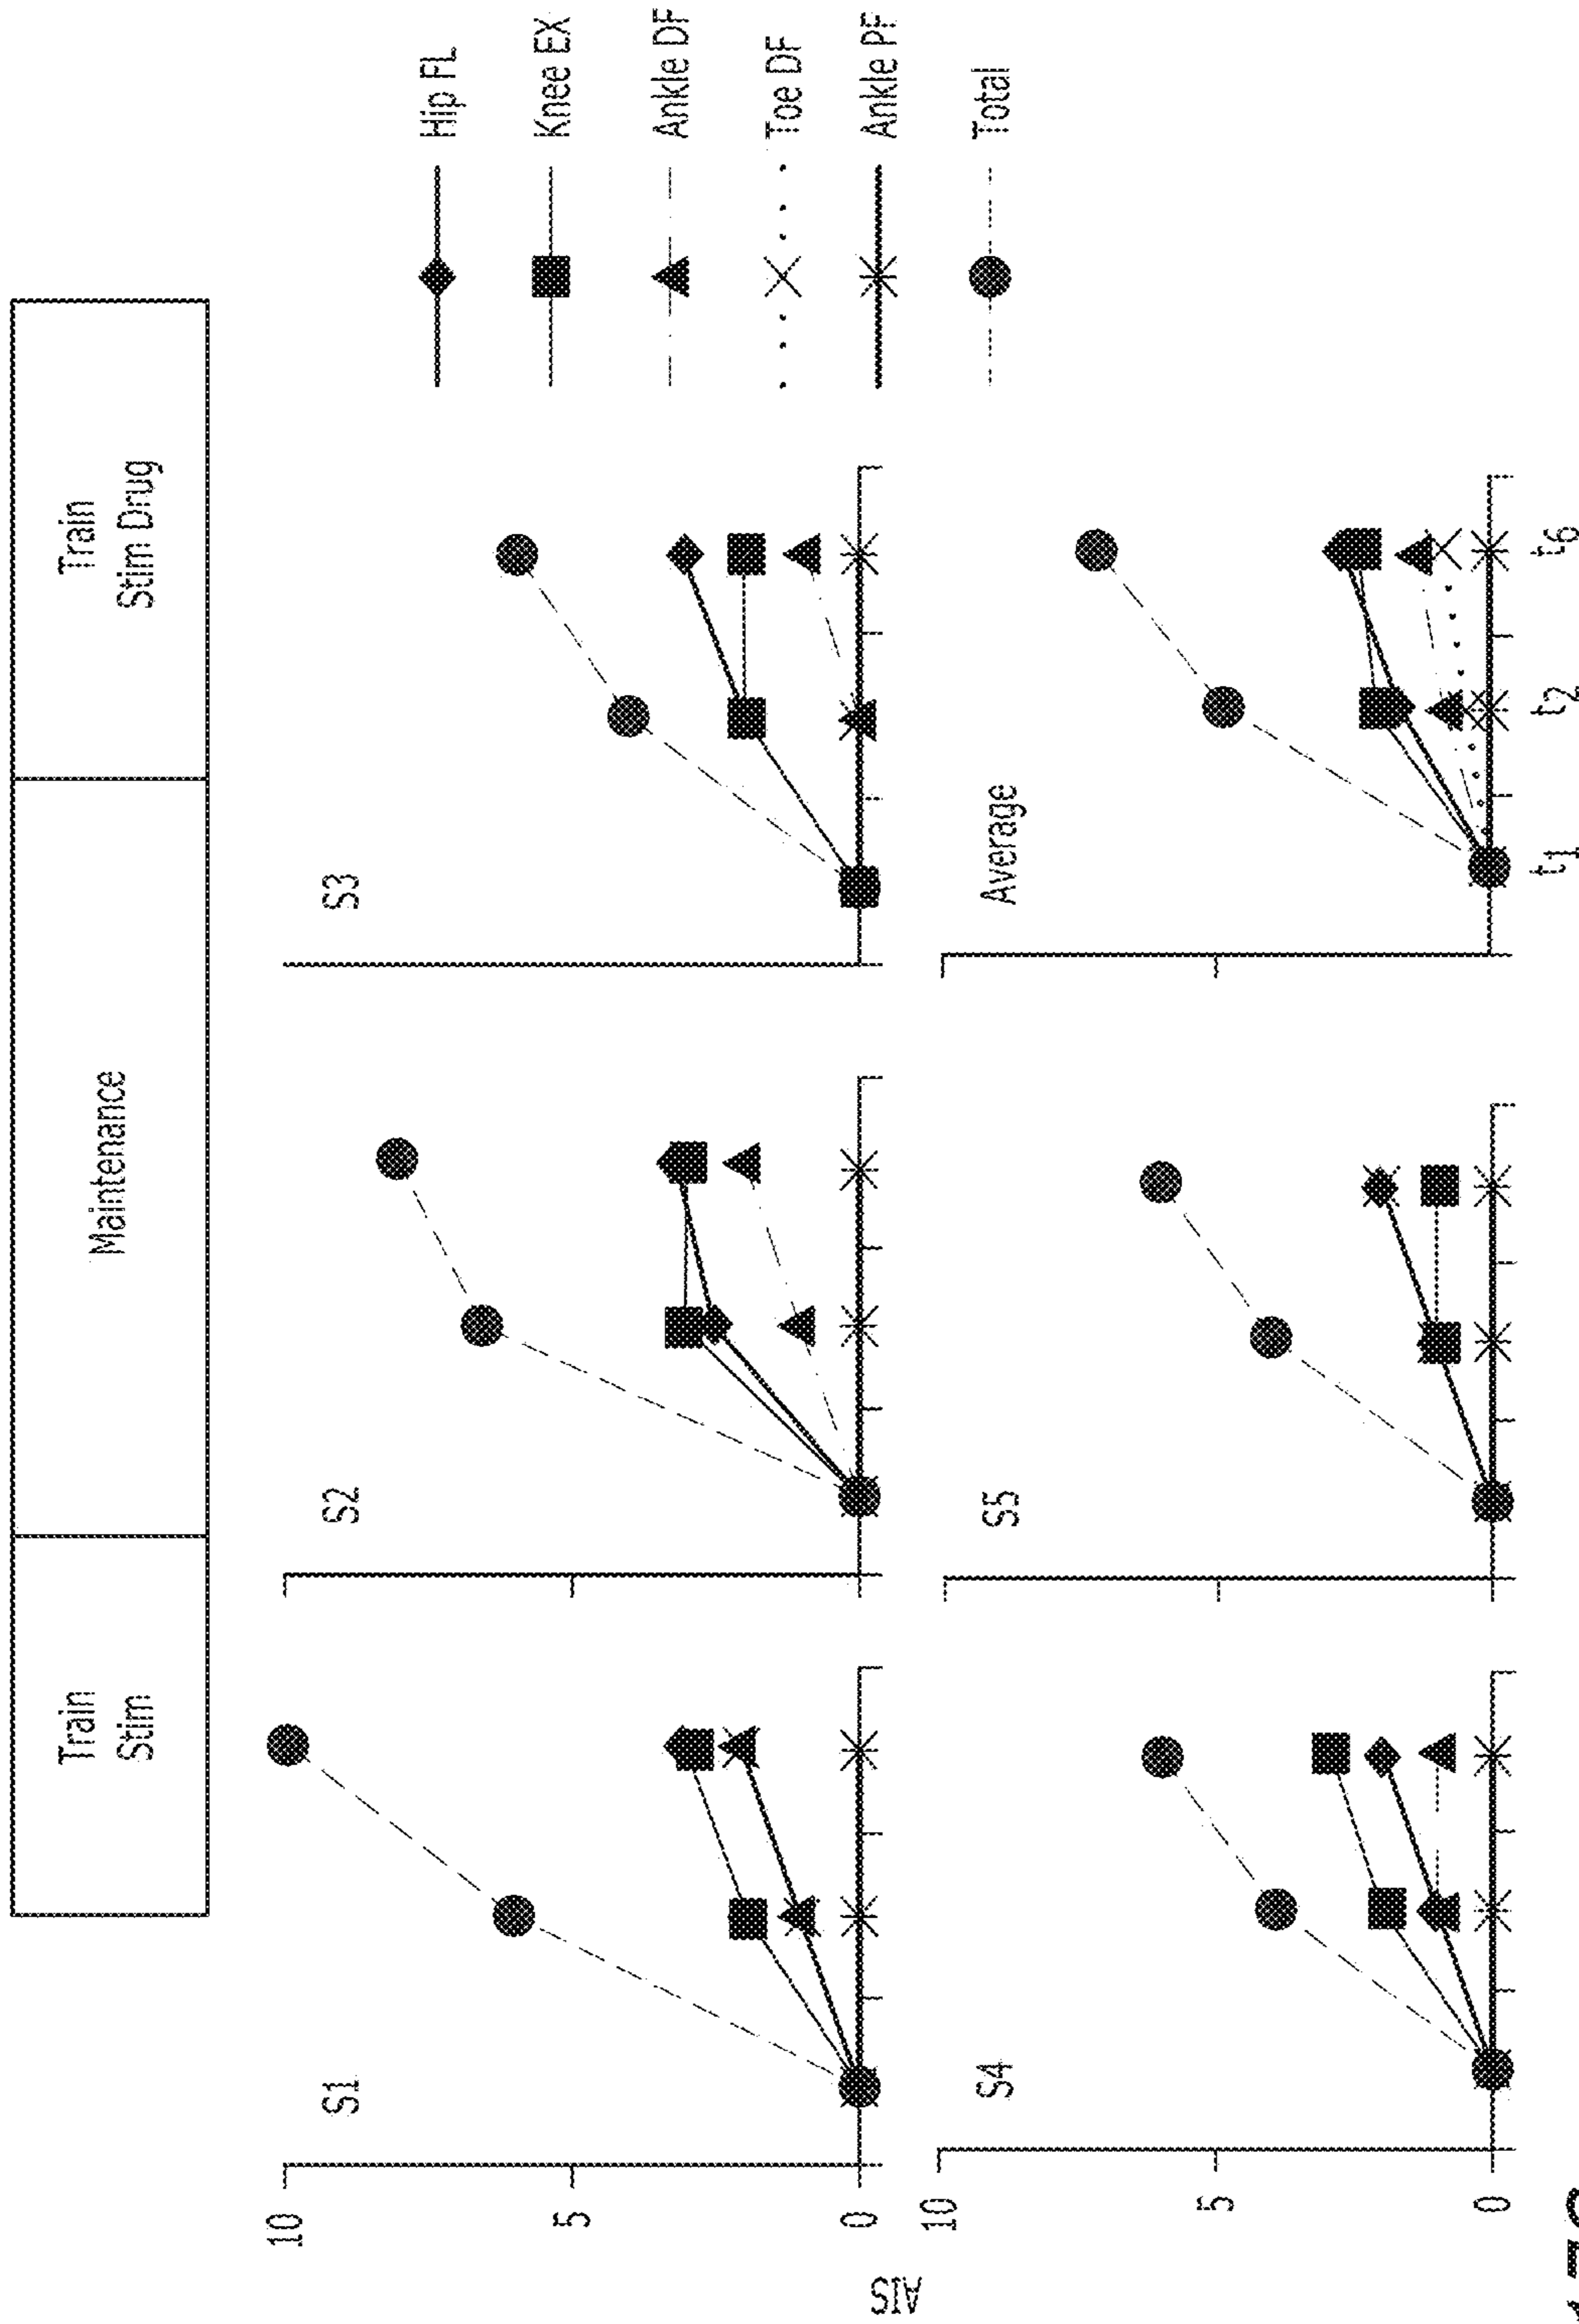 Train
Stim
Maintenance
Train
Stim Drug
S1
S2
S3
10
5
0
AIS
S4
S5
Average
10
5
0
t1
t2
t6
Hip FL
Knee EX
Ankle DF
Toe DF
Ankle PF
Total